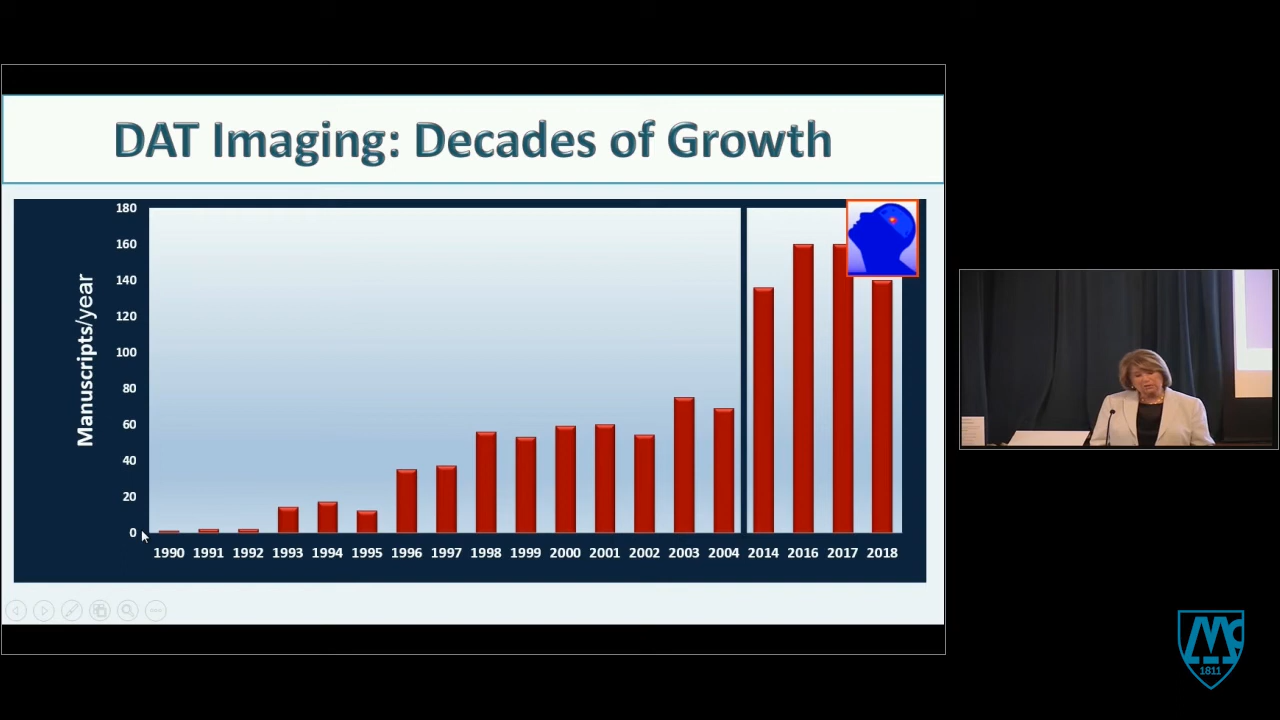 DAT Imaging: Decades of Growth
Manuscripts/year
180
160
140
120
100
80
60
40
20
0
1990 1991 1992 1993 1994 1995 1996 1997 1998 1999 2000 2001 2002 2003 2004 2014 2016 2017 2018
Mc
1811